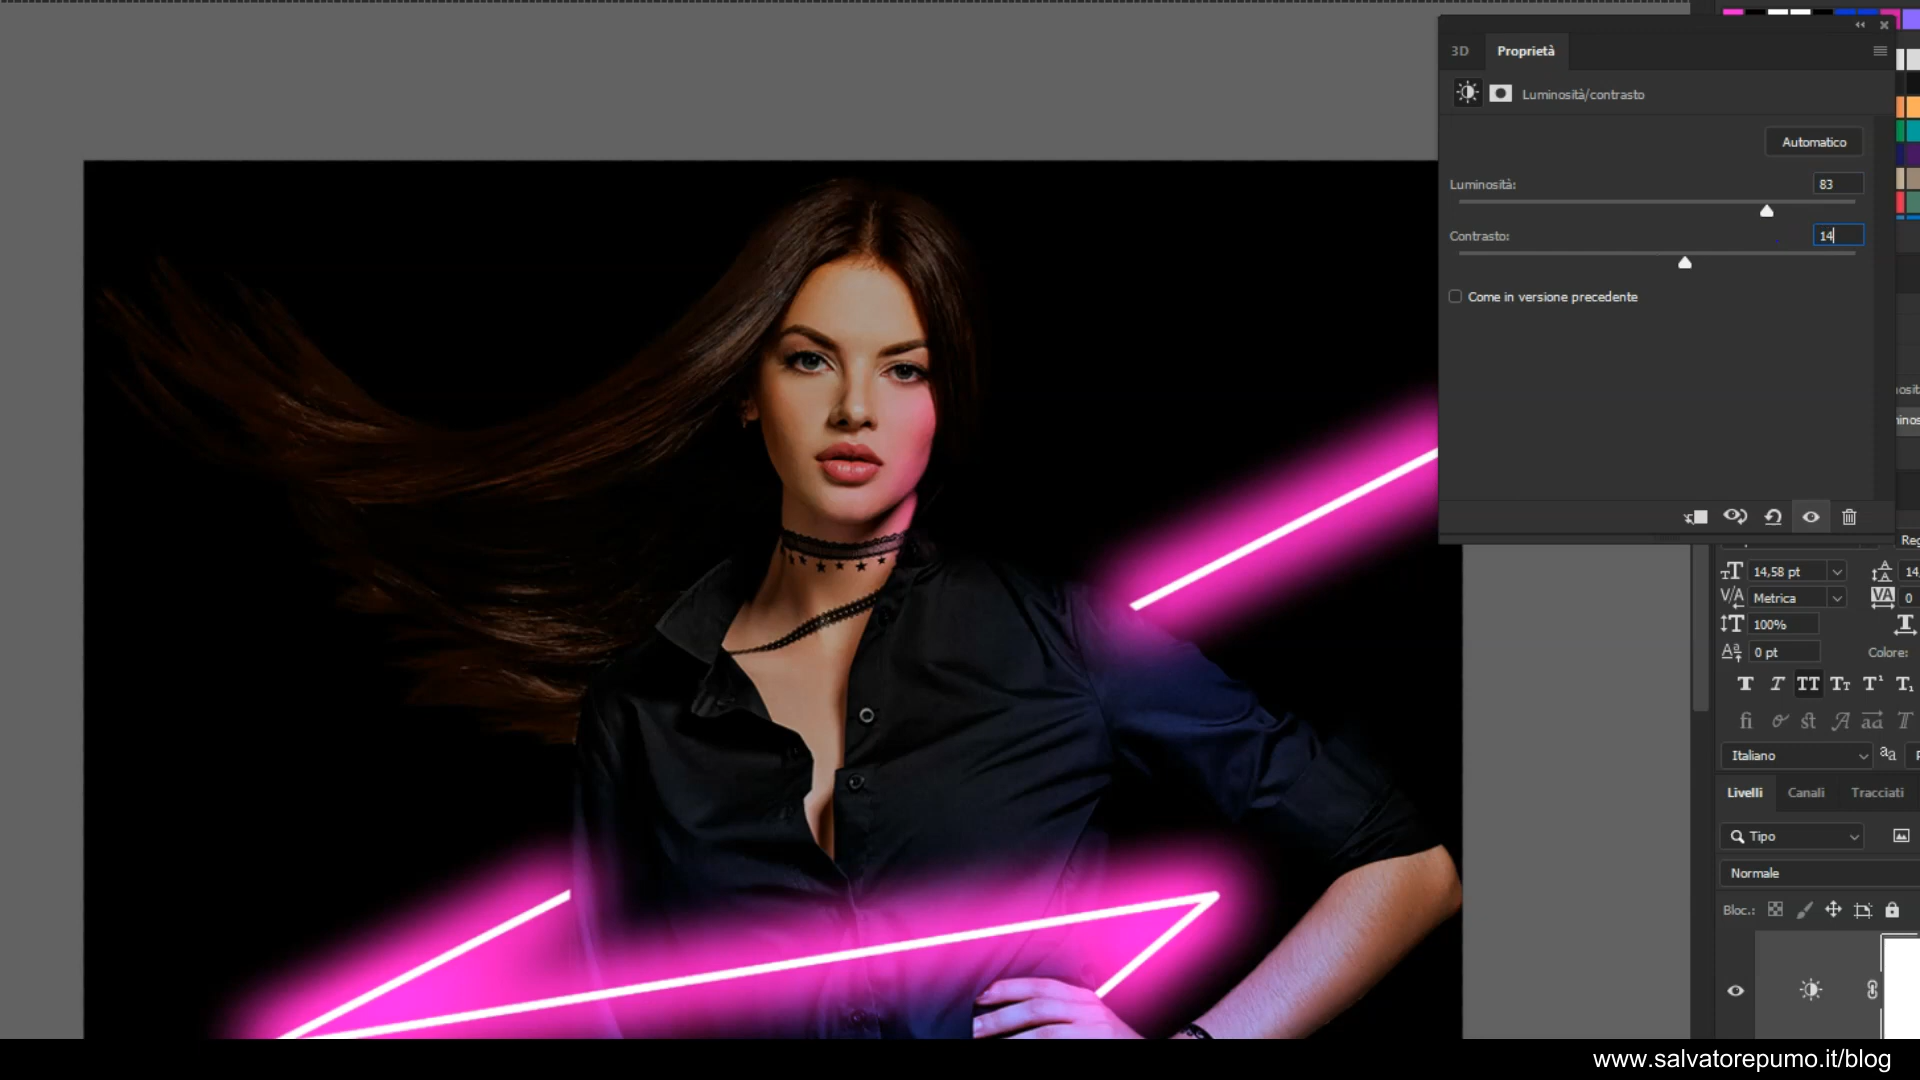 3D
Proprietà
Luminosità/contrasto
Automatico
Luminosità:
83
Contrasto:
14
Come in versione precedente
14,58 pt
Metrica
0
100%
0 pt
Colore:
Italiano
Livelli
Canali
Tracciati
Tipo
Normale
Bloc.:
www.salvatorepumo.it/blog